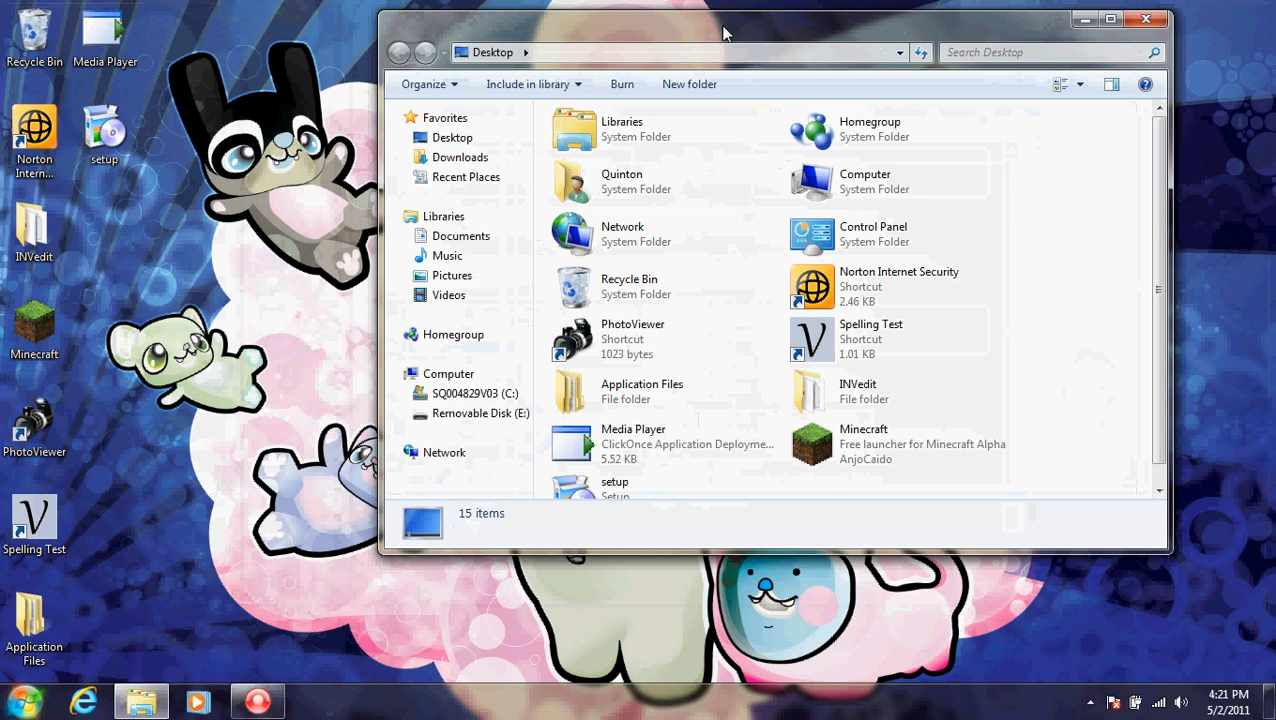 Recycle Bin
Media Player
Norton
Intern...
setup
INVedit
Minecraft
PhotoViewer
V
Spelling Test
Application
Files
Desktop
Search Desktop
Organize
Include in library
Burn
New folder
Favorites
Desktop
Downloads
Recent Places
Libraries
Documents
Music
Pictures
Videos
Homegroup
Computer
SQ004829V03 (C:)
Removable Disk (E:)
Network
Libraries
System Folder
Homegroup
System Folder
Quinton
System Folder
Computer
System Folder
Network
System Folder
Control Panel
System Folder
Recycle Bin
System Folder
Norton Internet Security
Shortcut
2.46 KB
PhotoViewer
Shortcut
1023 bytes
V
Spelling Test
Shortcut
1.01 KB
Application Files
File folder
INVedit
File folder
Media Player
ClickOnce Application Deployme...
5.52 KB
Minecraft
Free launcher for Minecraft Alpha
AnjoCaido
setup
Setup
15 items
4:21 PM
5/2/2011